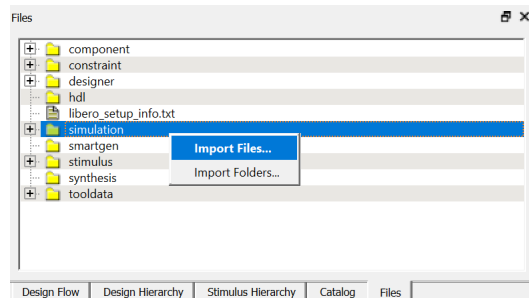 Files
component
constraint
designer
hdl
libero_setup_info.txt
simulation
smartgen
Import Files...
stimulus
Import Folders...
synthesis
tooldata
Design Flow Design Hierarchy Stimulus Hierarchy Catalog Files